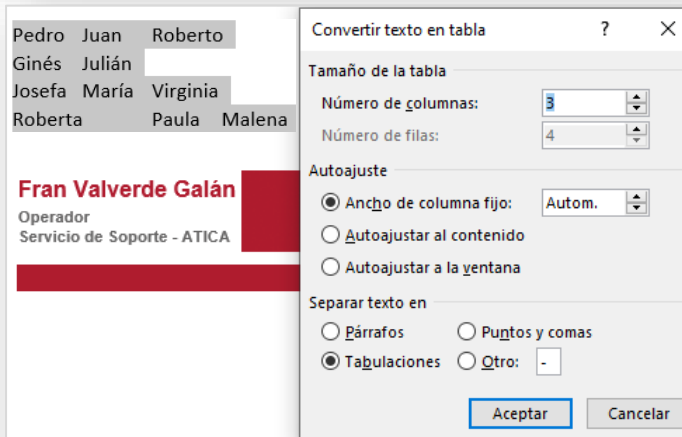 Pedro Juan Roberto
Ginés Julián
Josefa María Virginia
Roberta Paula Malena
Fran Valverde Galán
Operador
Servicio de Soporte - ATICA
Convertir texto en tabla ? ×
Tamaño de la tabla
Número de columnas: 3
Número de filas: 4
Autoajuste
Ancho de columna fijo: Autom.
Autoajustar al contenido
Autoajustar a la ventana
Separar texto en
Párrafos Puntos y comas
Tabulaciones Otro: -
Aceptar Cancelar